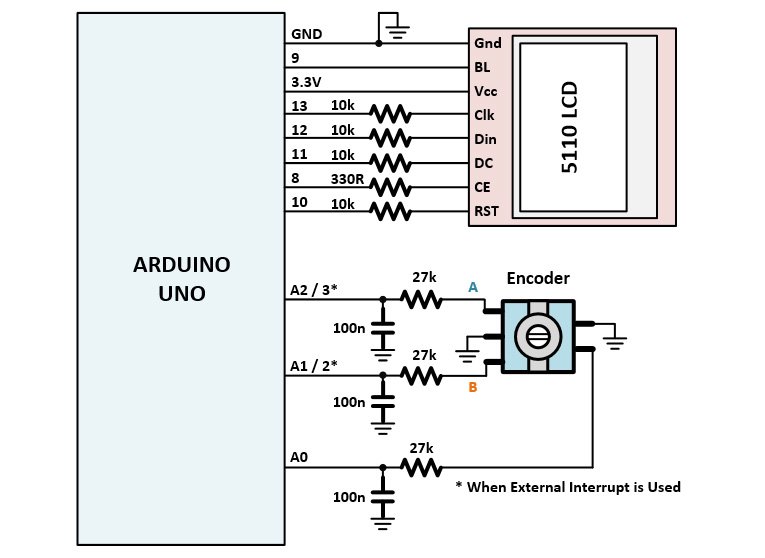 GND
Gnd
9
BL
3.3V
Vcc
13 10k
Clk
12 10k
Din
11 10k
DC
8 330R
CE
10 10k
RST
5110 LCD
ARDUINO
UNO
A2 / 3*
27k
A
Encoder
100n
A1 / 2*
27k
B
100n
A0
27k
100n
* When External Interrupt is Used